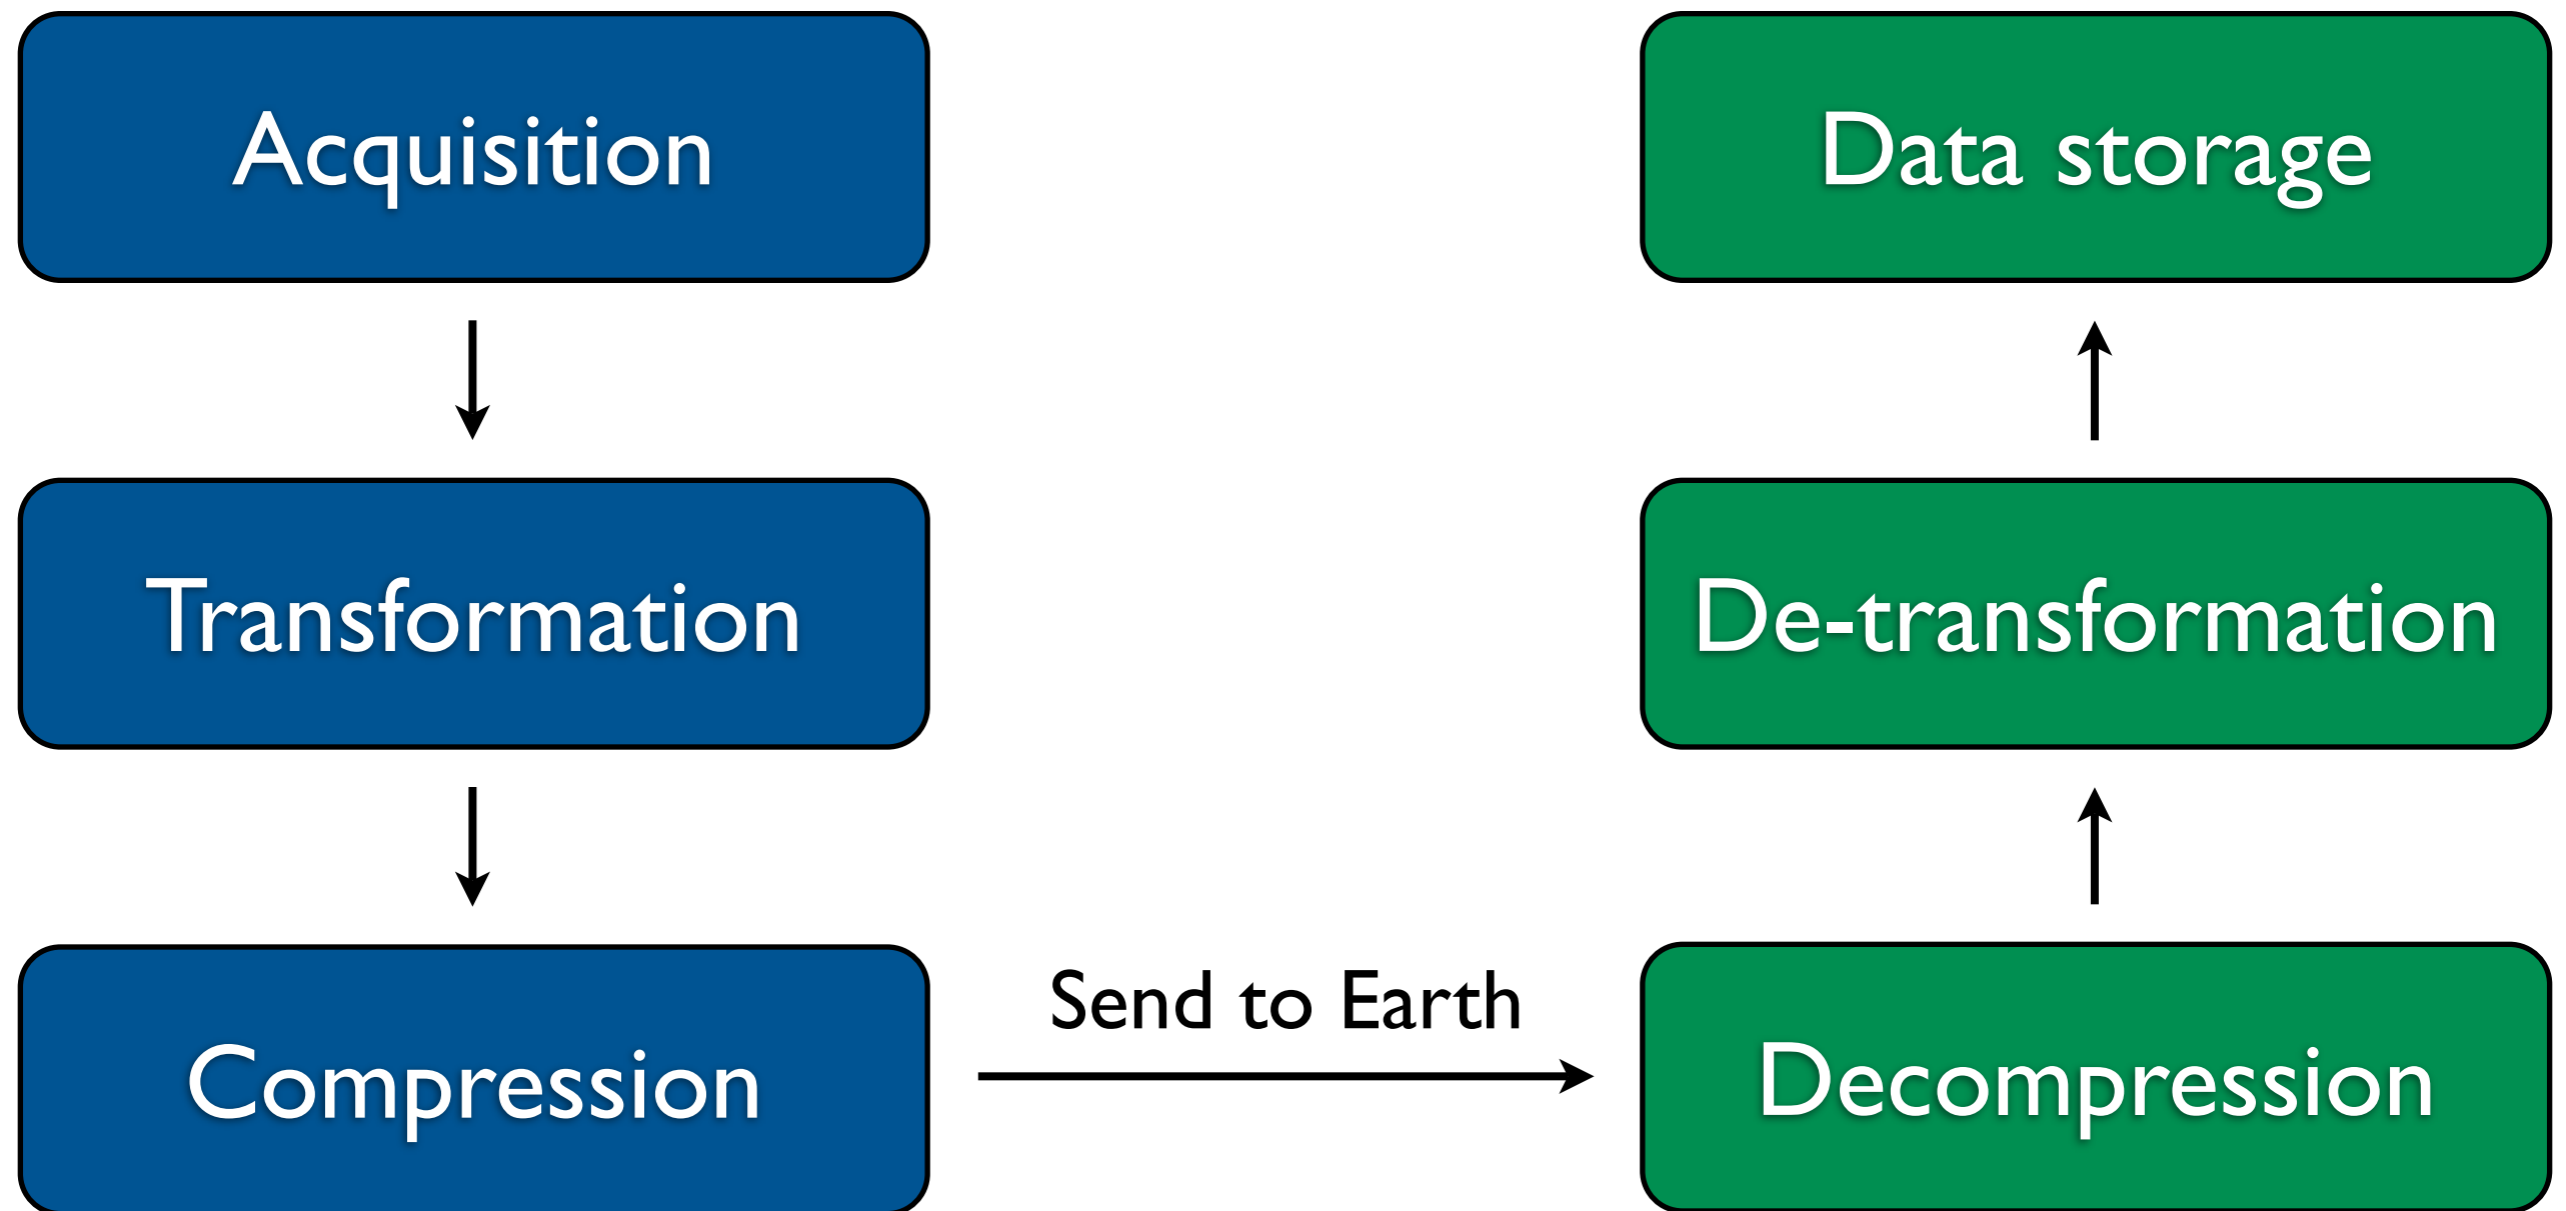 Acquisition
Transformation
Compression
Send to Earth
Decompression
De-transformation
Data storage